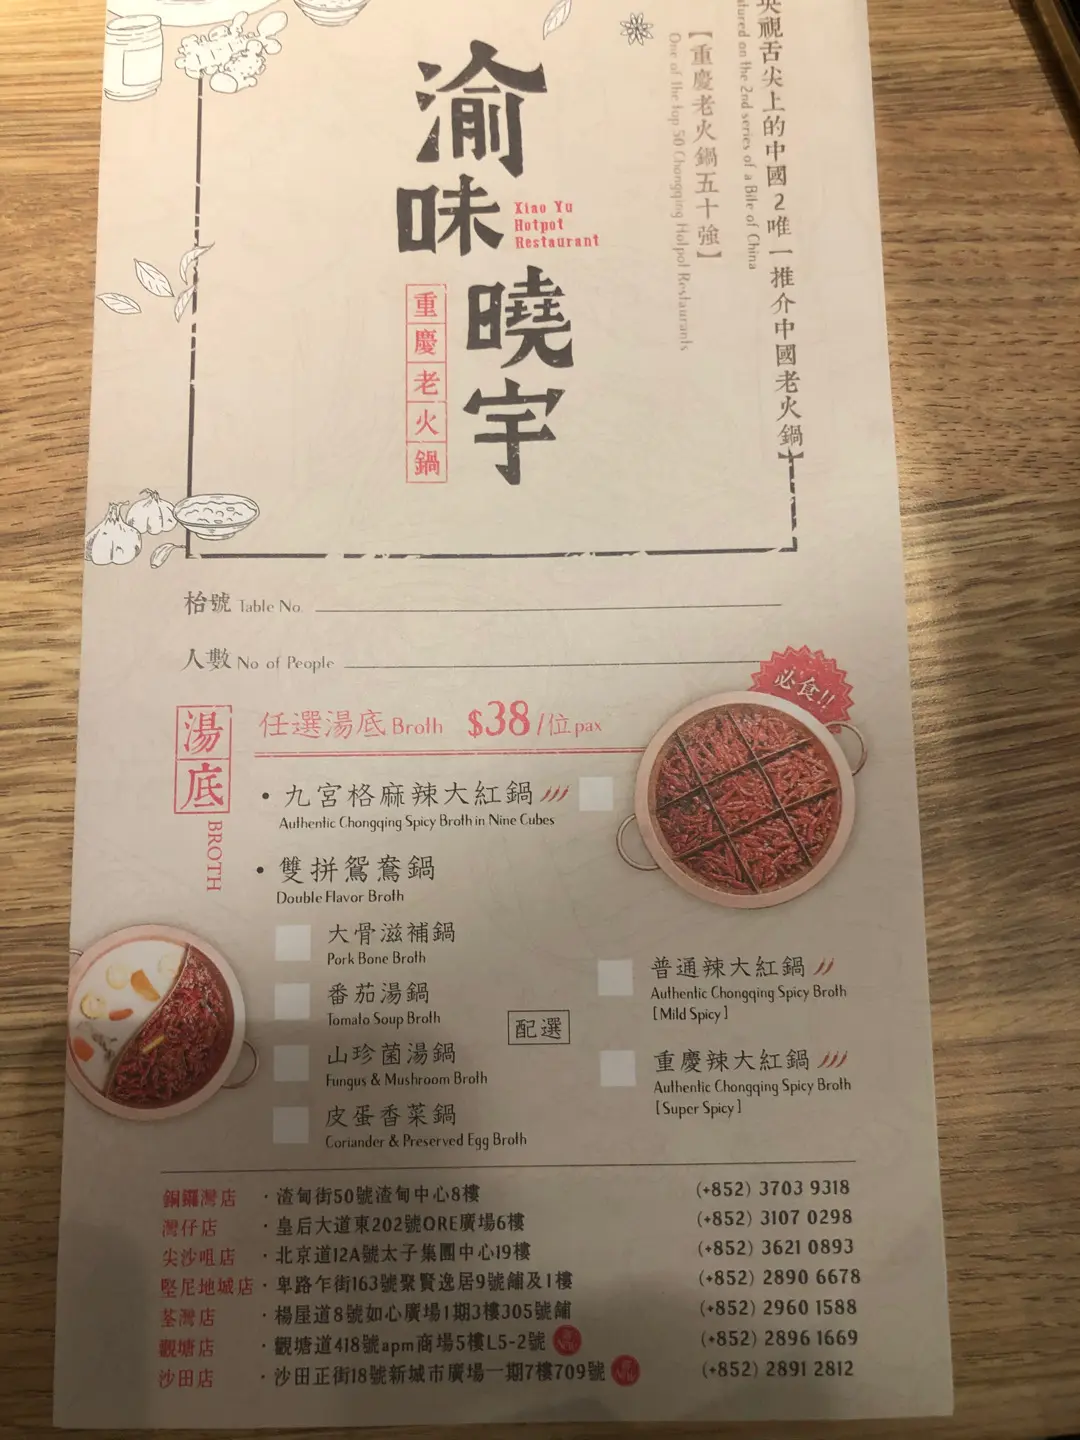 央視舌尖上的中國2唯一推介中國老火鍋】
on the 2nd series of a Bite of China
【重慶老火鍋五十強】
One of the top 50 Chongqing Hotpot Restaurants
渝味
曉宇
Xiao Yu
Hotpot
Restaurant
重慶老火鍋
枱號 Table No.
人數 No of People
湯底
BROTH
任選湯底 Broth $38/位 pax
必食!!
• 九宮格麻辣大紅鍋
Authentic Chongqing Spicy Broth in Nine Cubes
• 雙拼鴛鴦鍋
Double Flavor Broth
大骨滋補鍋
Pork Bone Broth
番茄湯鍋
Tomato Soup Broth
山珍菌湯鍋
Fungus & Mushroom Broth
皮蛋香菜鍋
Coriander & Preserved Egg Broth
配選
普通辣大紅鍋
Authentic Chongqing Spicy Broth
[Mild Spicy]
重慶辣大紅鍋
Authentic Chongqing Spicy Broth
[Super Spicy]
銅鑼灣店 · 渣甸街50號渣甸中心8樓 (+852) 3703 9318
灣仔店 · 皇后大道東202號ORE廣場6樓 (+852) 3107 0298
尖沙咀店 · 北京道12A號太子集團中心19樓 (+852) 3621 0893
堅尼地城店 · 卑路乍街163號聚賢逸居9號舖及1樓 (+852) 2890 6678
荃灣店 · 楊屋道8號如心廣場1期3樓305號舖 (+852) 2960 1588
觀塘店 · 觀塘道418號apm商場5樓L5-2號 (+852) 2896 1669
沙田店 · 沙田正街18號新城市廣場一期7樓709號 (+852) 2891 2812